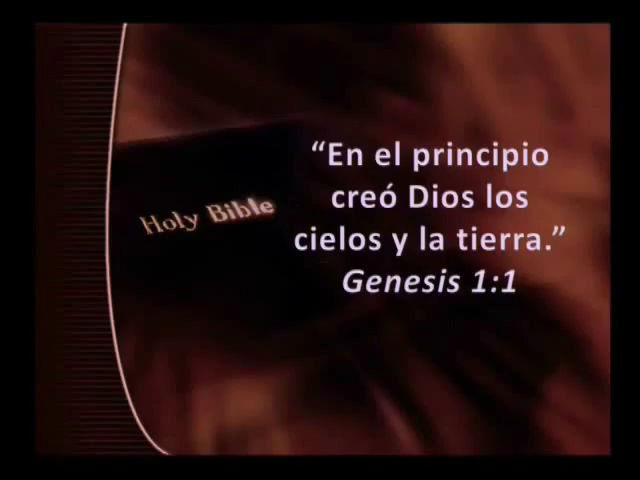 Holy Bible
“En el principio
creó Dios los
cielos y la tierra.”
Genesis 1:1